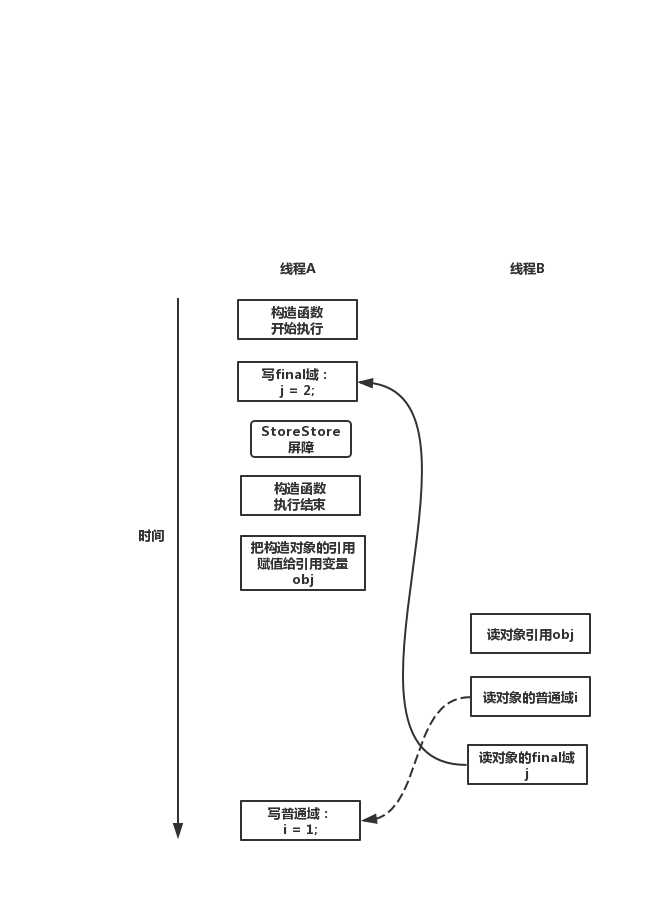 线程A
线程B
构造函数
开始执行
写final域：
j = 2;
StoreStore
屏障
构造函数
执行结束
时间
把构造对象的引用
赋值给引用变量
obj
读对象引用obj
读对象的普通域i
读对象的final域
j
写普通域：
i = 1;